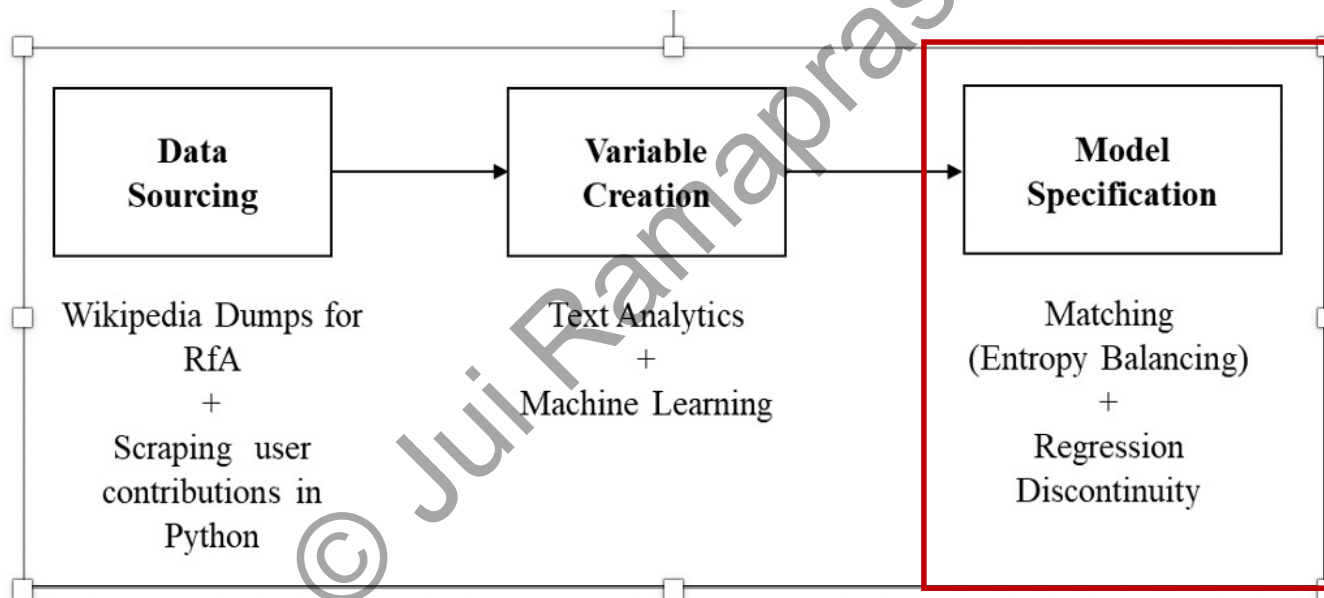 Data
Sourcing
Wikipedia Dumps for
RfA
+
Scraping user
contributions in
Python
Variable
Creation
Text Analytics
+
Machine Learning
Model
Specification
Matching
(Entropy Balancing)
+
Regression
Discontinuity
© Jui Ramapras